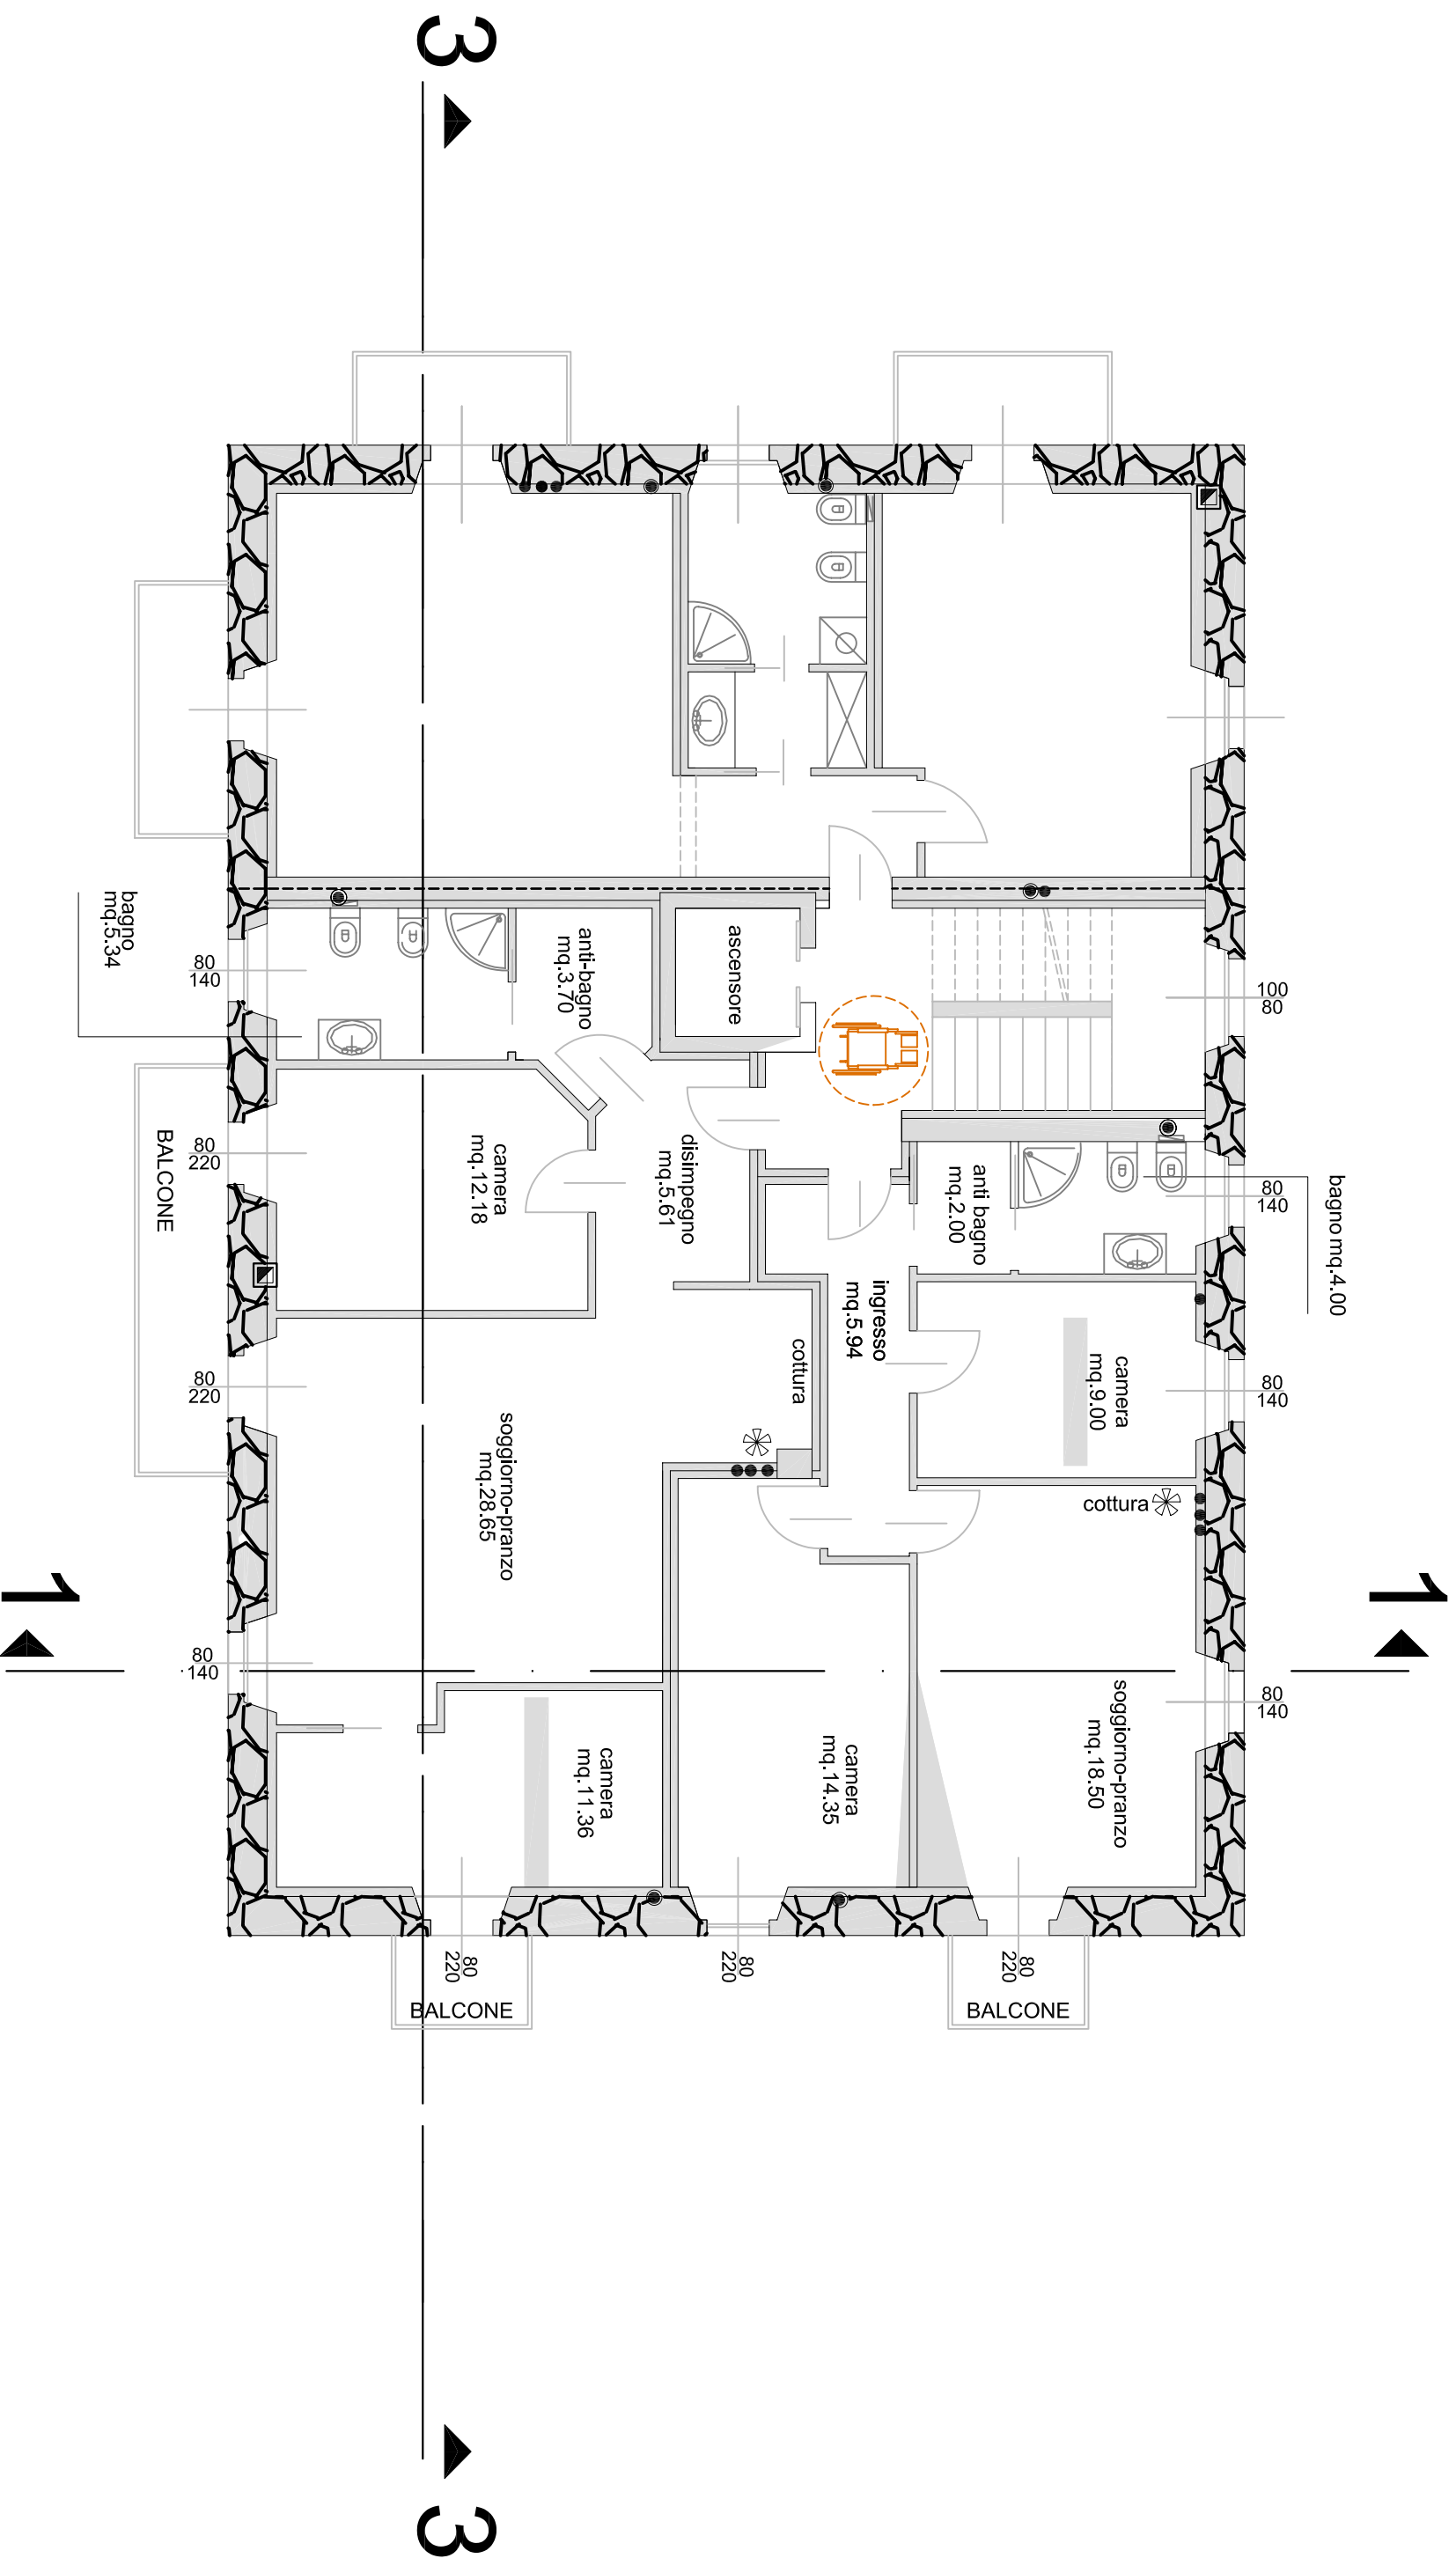 3
3
1
1
bagno
mq.5.34
anti-bagno
mq.3.70
ascensore
80
140
100
80
BALCONE
80
220
camera
mq.12.18
disimpegno
mq.5.61
anti bagno
mq.2.00
80
140
bagno mq.4.00
ingresso
mq.5.94
cottura
camera
mq.9.00
80
140
80
220
soggiorno-pranzo
mq.28.65
cottura
80
140
camera
mq.11.36
camera
mq.14.35
soggiorno-pranzo
mq.18.50
80
140
80
220
80
220
80
220
BALCONE
BALCONE